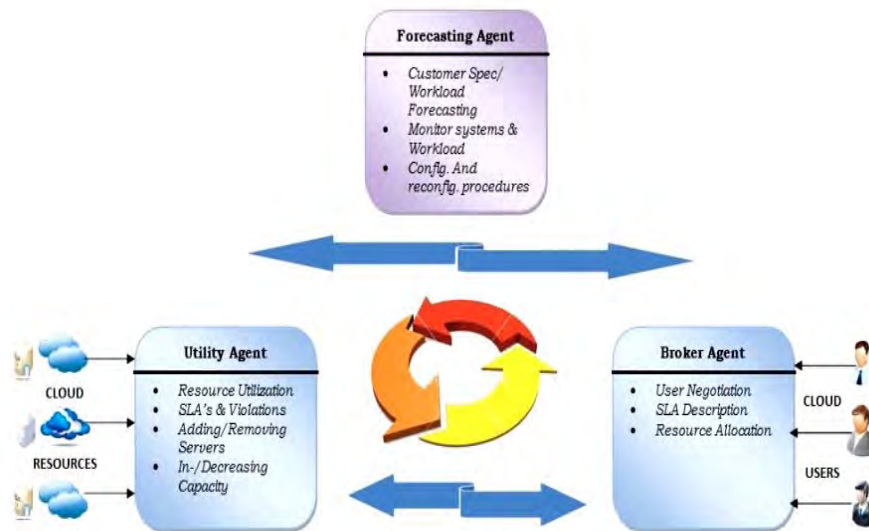 Forecasting Agent
• Customer Spec/
Workload
Forecasting
• Monitor systems &
Workload
• Config. And
reconfig. procedures
Utility Agent
• Resource Utilization
• SLA's & Violations
• Adding/Removing
Servers
• In-/Decreasing
Capacity
CLOUD
RESOURCES
Broker Agent
• User Negotiation
• SLA Description
• Resource Allocation
CLOUD
USERS